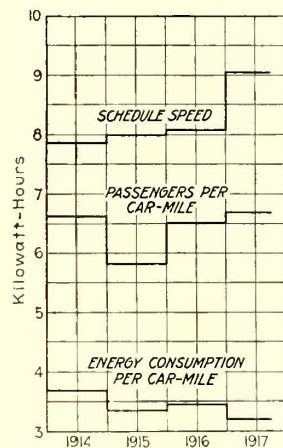 10
9
8
7
6
5
4
3
Kilowatt-Hours
SCHEDULE SPEED
PASSENGERS PER
CAR-MILE
ENERGY CONSUMPTION
PER CAR-MILE
1914 1915 1916 1917